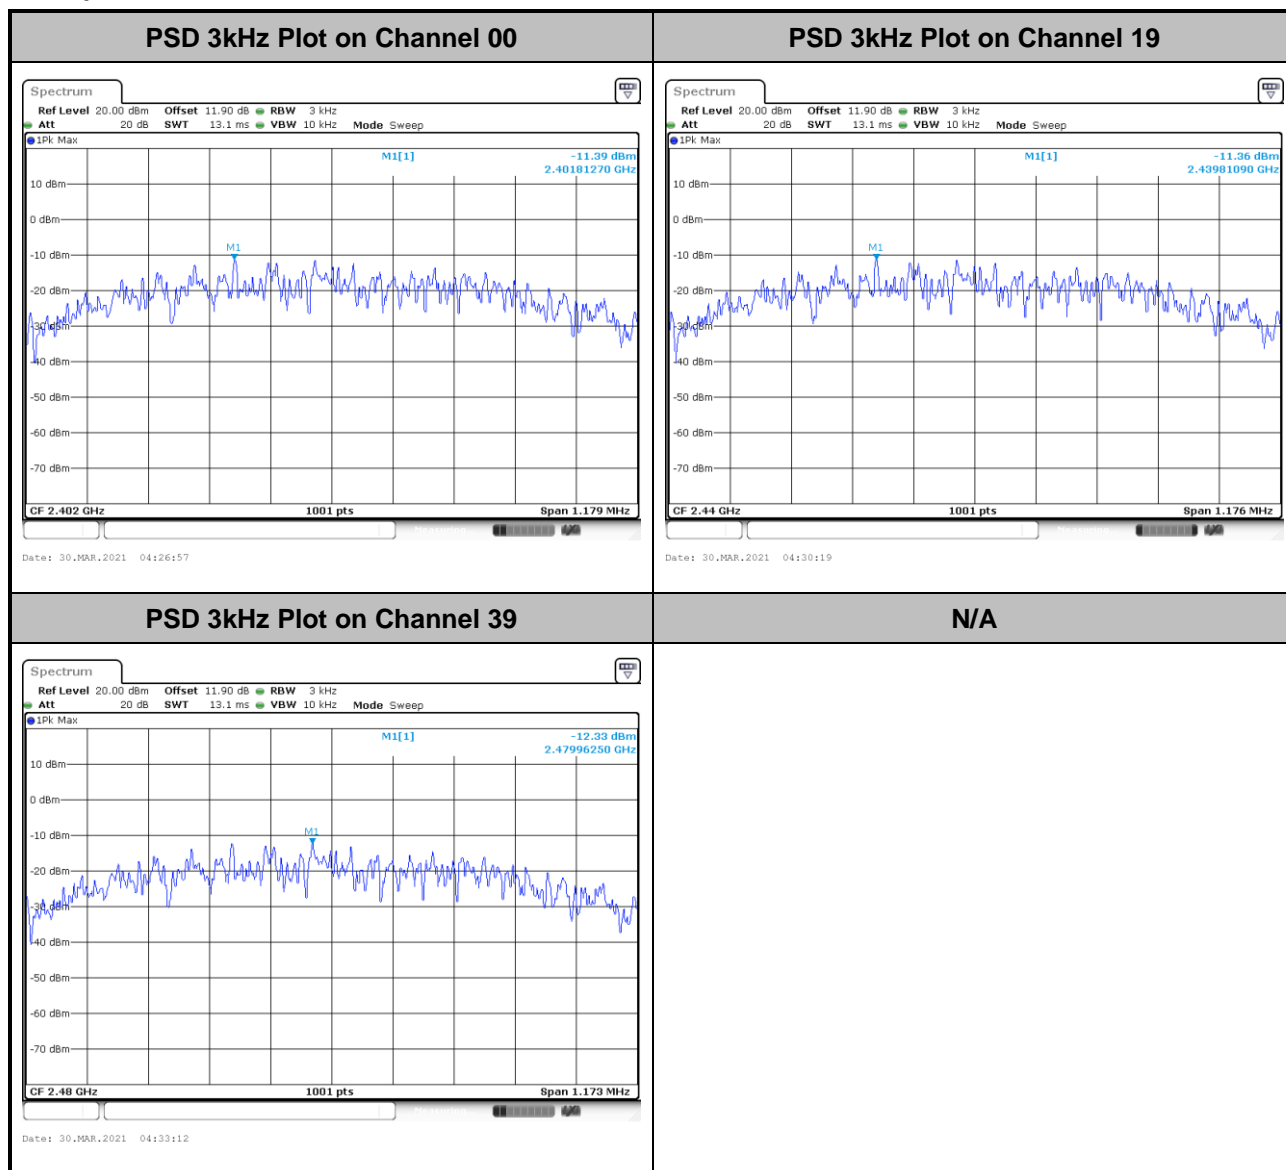 PSD 3kHz Plot on Channel 00
PSD 3kHz Plot on Channel 19
Spectrum
Ref Level 20.00 dBm Offset 11.90 dB RBW 3 kHz
Att 20 dB SWT 13.1 ms VBW 10 kHz Mode Sweep
1Pk Max
M1[1] -11.39 dBm
2.40181270 GHz
10 dBm
0 dBm
M1
-10 dBm
-20 dBm
-30 dBm
-40 dBm
-50 dBm
-60 dBm
-70 dBm
CF 2.402 GHz 1001 pts Span 1.179 MHz
Date: 30.MAR.2021 04:26:57
Spectrum
Ref Level 20.00 dBm Offset 11.90 dB RBW 3 kHz
Att 20 dB SWT 13.1 ms VBW 10 kHz Mode Sweep
1Pk Max
M1[1] -11.36 dBm
2.43981090 GHz
10 dBm
0 dBm
M1
-10 dBm
-20 dBm
-30 dBm
-40 dBm
-50 dBm
-60 dBm
-70 dBm
CF 2.44 GHz 1001 pts Span 1.176 MHz
Date: 30.MAR.2021 04:30:19
PSD 3kHz Plot on Channel 39
N/A
Spectrum
Ref Level 20.00 dBm Offset 11.90 dB RBW 3 kHz
Att 20 dB SWT 13.1 ms VBW 10 kHz Mode Sweep
1Pk Max
M1[1] -12.33 dBm
2.47996250 GHz
10 dBm
0 dBm
M1
-10 dBm
-20 dBm
-30 dBm
-40 dBm
-50 dBm
-60 dBm
-70 dBm
CF 2.48 GHz 1001 pts Span 1.173 MHz
Date: 30.MAR.2021 04:33:12